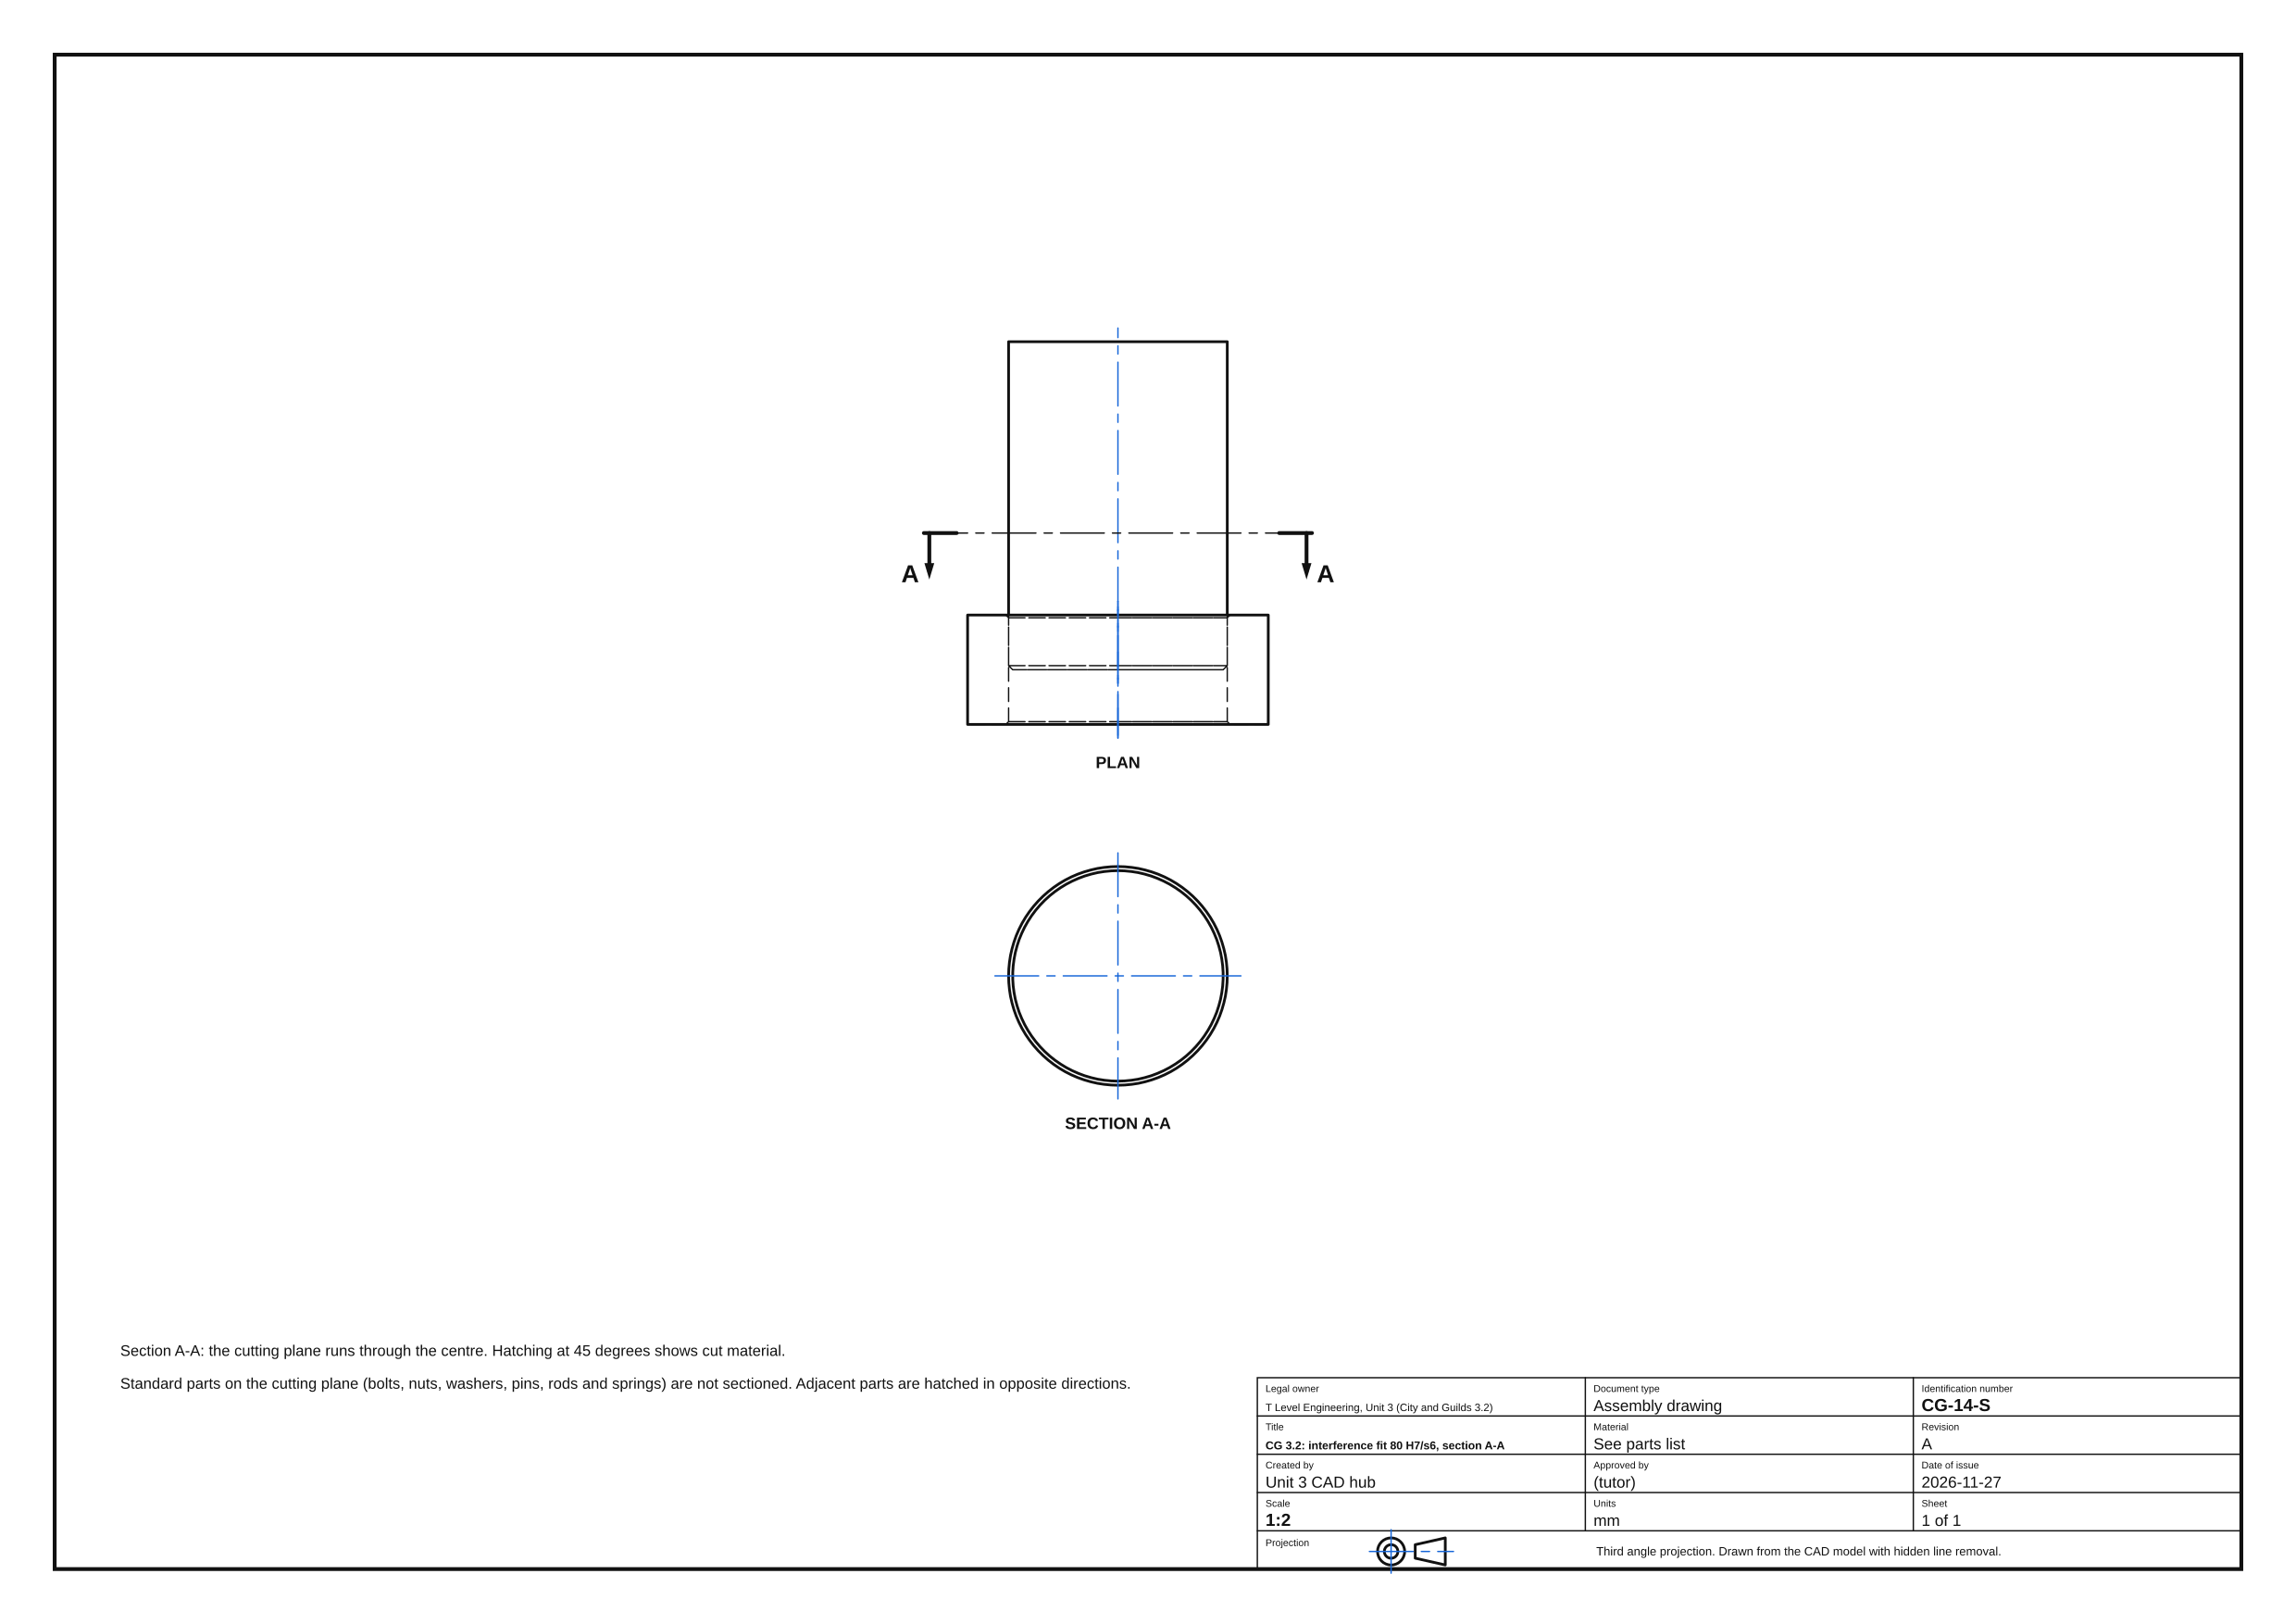 A
A
PLAN
SECTION A-A
Section A-A: the cutting plane runs through the centre. Hatching at 45 degrees shows cut material.
Standard parts on the cutting plane (bolts, nuts, washers, pins, rods and springs) are not sectioned. Adjacent parts are hatched in opposite directions.
Legal owner
T Level Engineering, Unit 3 (City and Guilds 3.2)
Document type
Assembly drawing
Identification number
CG-14-S
Title
CG 3.2: interference fit 80 H7/s6, section A-A
Material
See parts list
Revision
A
Created by
Unit 3 CAD hub
Approved by
(tutor)
Date of issue
2026-11-27
Scale
1:2
Units
mm
Sheet
1 of 1
Projection
Third angle projection. Drawn from the CAD model with hidden line removal.